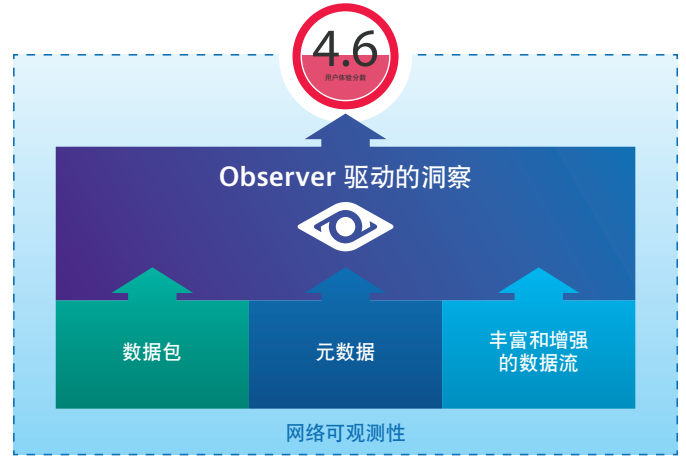 4.6
用户体验分数
Observer 驱动的洞察
数据包
元数据
丰富和增强
的数据流
网络可观测性